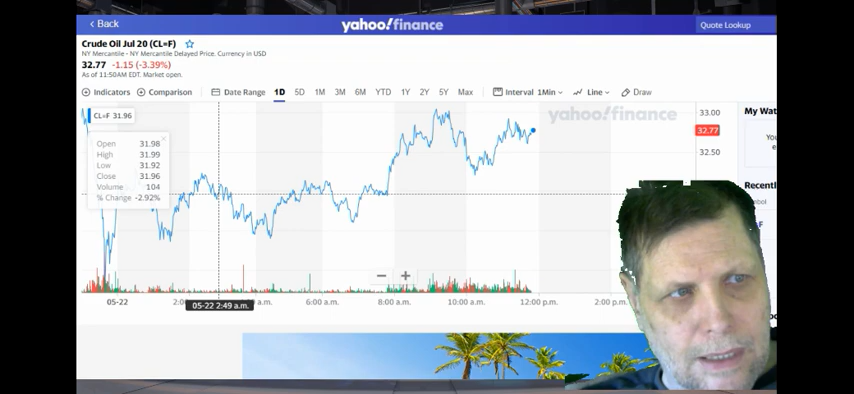 Back
yahoo!finance
Quote Lookup
Crude Oil Jul 20 (CL=F)
NY Mercantile - NY Mercantile Delayed Price. Currency in USD
32.77 -1.15 (-3.39%)
As of 11:50AM EDT. Market open.
Indicators Comparison Date Range 1D 5D 1M 3M 6M YTD 1Y 2Y 5Y Max Interval 1Min Line Draw
CL=F 31.96
yahoo!finance
33.00
My Wat
32.77
You
Open 31.98
High 31.99
Low 31.92
Close 31.96
Volume 104
% Change -2.92%
32.50
Recentl
05-22
05-22 2:49 a.m.
a.m.
6:00 a.m.
8:00 a.m.
10:00 a.m.
12:00 p.m.
2:00 p.m.